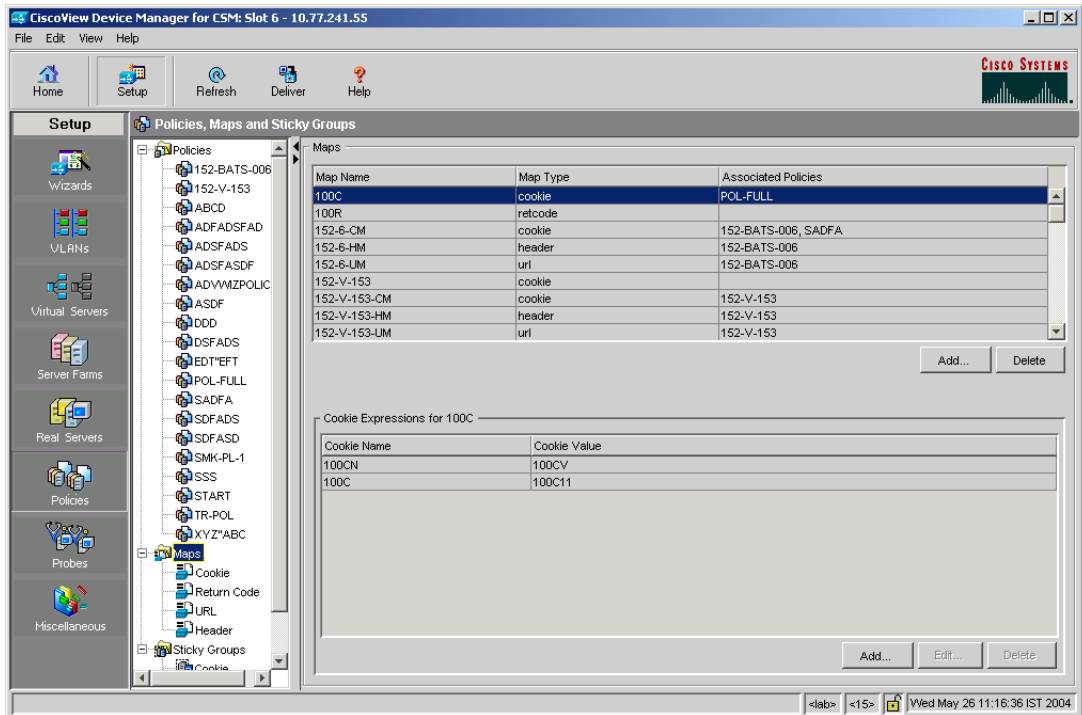 CiscoView Device Manager for CSM: Slot 6 - 10.77.241.55
File Edit View Help
Home
Setup
Refresh
Deliver
Help
CISCO SYSTEMS
Setup
Wizards
VLANs
Virtual Servers
Server Farms
Real Servers
Policies
Probes
Miscellaneous
Policies, Maps and Sticky Groups
Policies
152-BATS-006
152-V-153
ABCD
ADFADSFAD
ADSFADS
ADSFASDF
ADVWIZPOLIC
ASDF
DDD
DSFADS
EDT"EFT
POL-FULL
SADFA
SDFADS
SDFASD
SMK-PL-1
SSS
START
TR-POL
XYZ"ABC
Maps
Cookie
Return Code
URL
Header
Sticky Groups
Cookie
Maps
Map Name Map Type Associated Policies
100C cookie POL-FULL
100R retcode
152-6-CM cookie 152-BATS-006, SADFA
152-6-HM header 152-BATS-006
152-6-UM url 152-BATS-006
152-V-153 cookie
152-V-153-CM cookie 152-V-153
152-V-153-HM header 152-V-153
152-V-153-UM url 152-V-153
Add... Delete
Cookie Expressions for 100C
Cookie Name Cookie Value
100CN 100CV
100C 100C11
Add... Edit... Delete
<lab> <15> Wed May 26 11:16:36 IST 2004